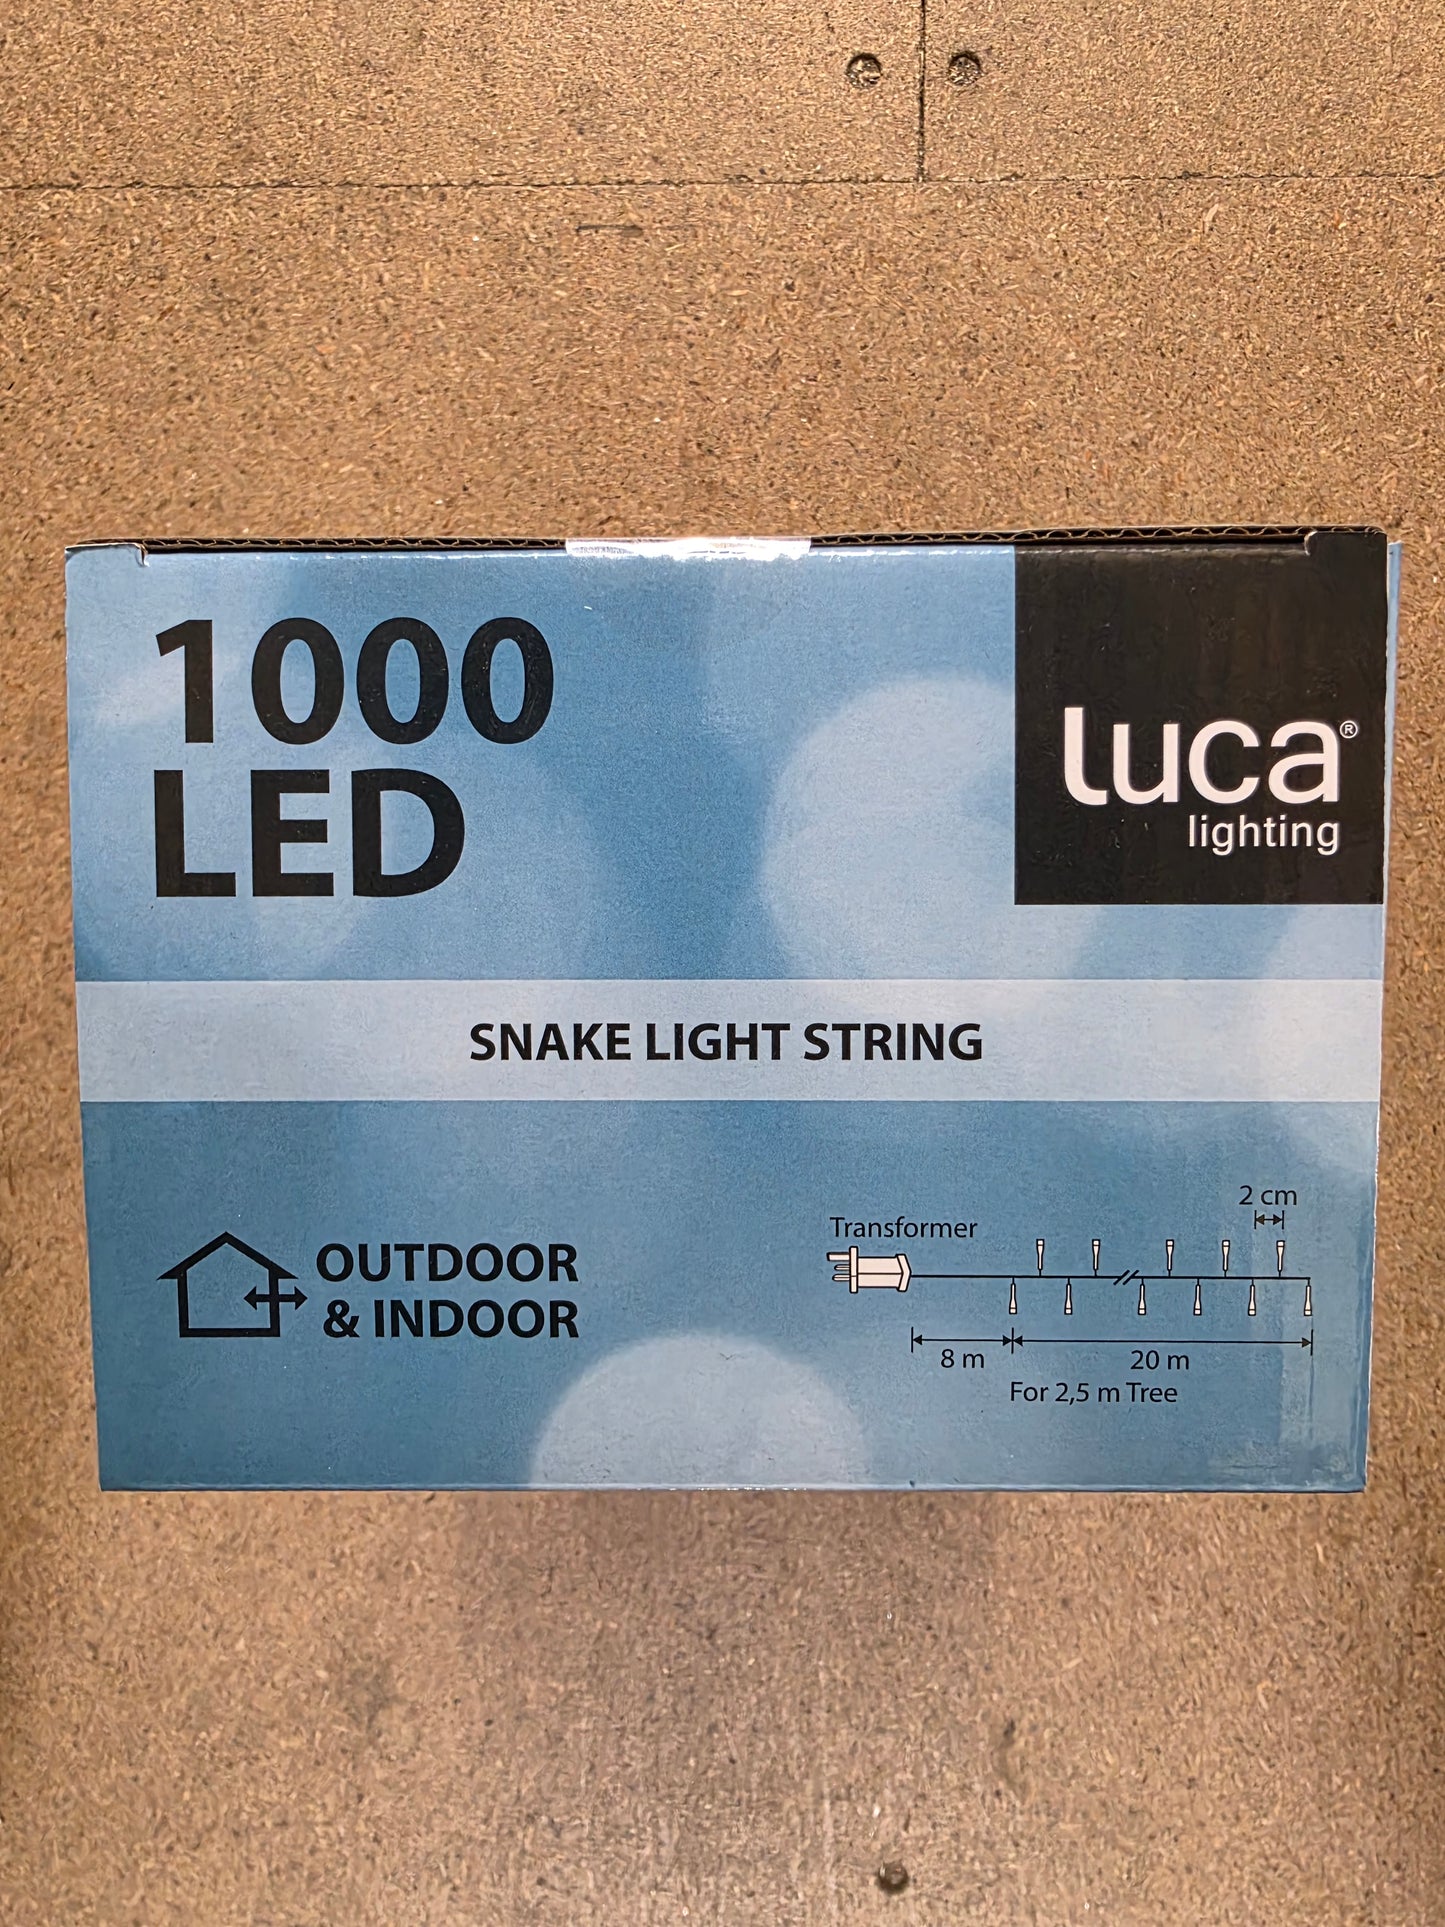 1000
LED
luca®
lighting
SNAKE LIGHT STRING
OUTDOOR
& INDOOR
2 cm
Transformer
8 m
20 m
For 2,5 m Tree